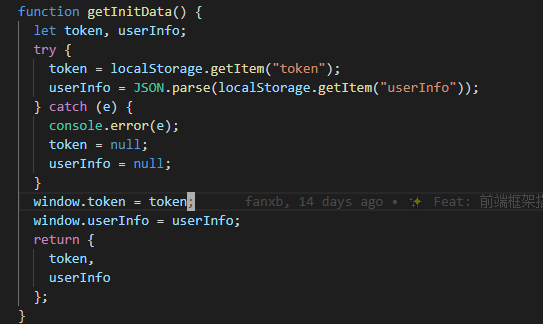 function getInitData() {
  let token, userInfo;
  try {
    token = localStorage.getItem("token");
    userInfo = JSON.parse(localStorage.getItem("userInfo"));
  } catch (e) {
    console.error(e);
    token = null;
    userInfo = null;
  }
  window.token = token; fanxb, 14 days ago • ✨ Feat: 前端框架搭
  window.userInfo = userInfo;
  return {
    token,
    userInfo
  };
}